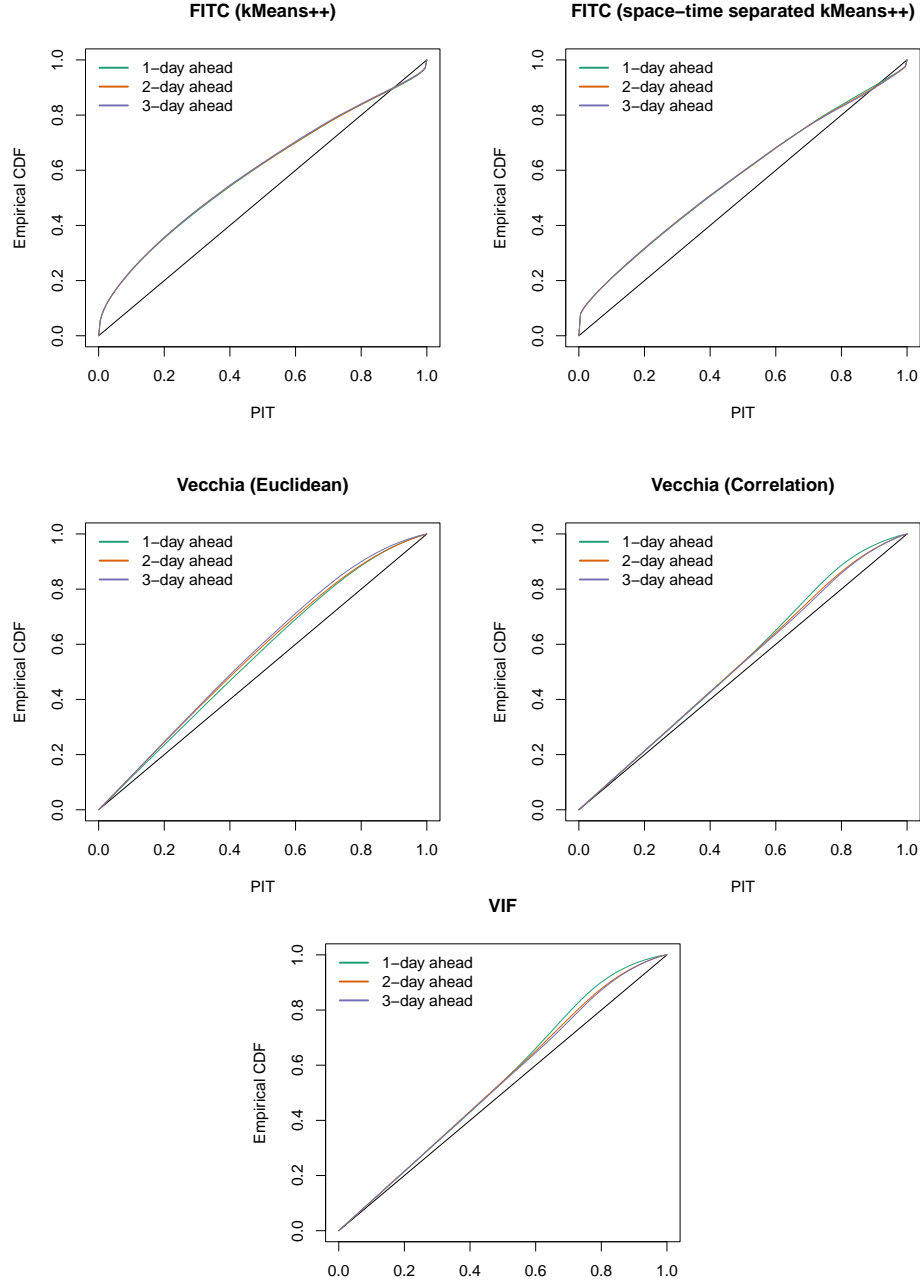 FITC (kMeans++)
1.0
0.8
0.6
0.4
0.2
0.0
Empirical CDF
1−day ahead
2−day ahead
3−day ahead
0.0 0.2 0.4 0.6 0.8 1.0
PIT
FITC (space−time separated kMeans++)
1.0
0.8
0.6
0.4
0.2
0.0
Empirical CDF
1−day ahead
2−day ahead
3−day ahead
0.0 0.2 0.4 0.6 0.8 1.0
PIT
Vecchia (Euclidean)
1.0
0.8
0.6
0.4
0.2
0.0
Empirical CDF
1−day ahead
2−day ahead
3−day ahead
0.0 0.2 0.4 0.6 0.8 1.0
PIT
Vecchia (Correlation)
1.0
0.8
0.6
0.4
0.2
0.0
Empirical CDF
1−day ahead
2−day ahead
3−day ahead
0.0 0.2 0.4 0.6 0.8 1.0
PIT
VIF
1.0
0.8
0.6
0.4
0.2
0.0
Empirical CDF
1−day ahead
2−day ahead
3−day ahead
0.0 0.2 0.4 0.6 0.8 1.0